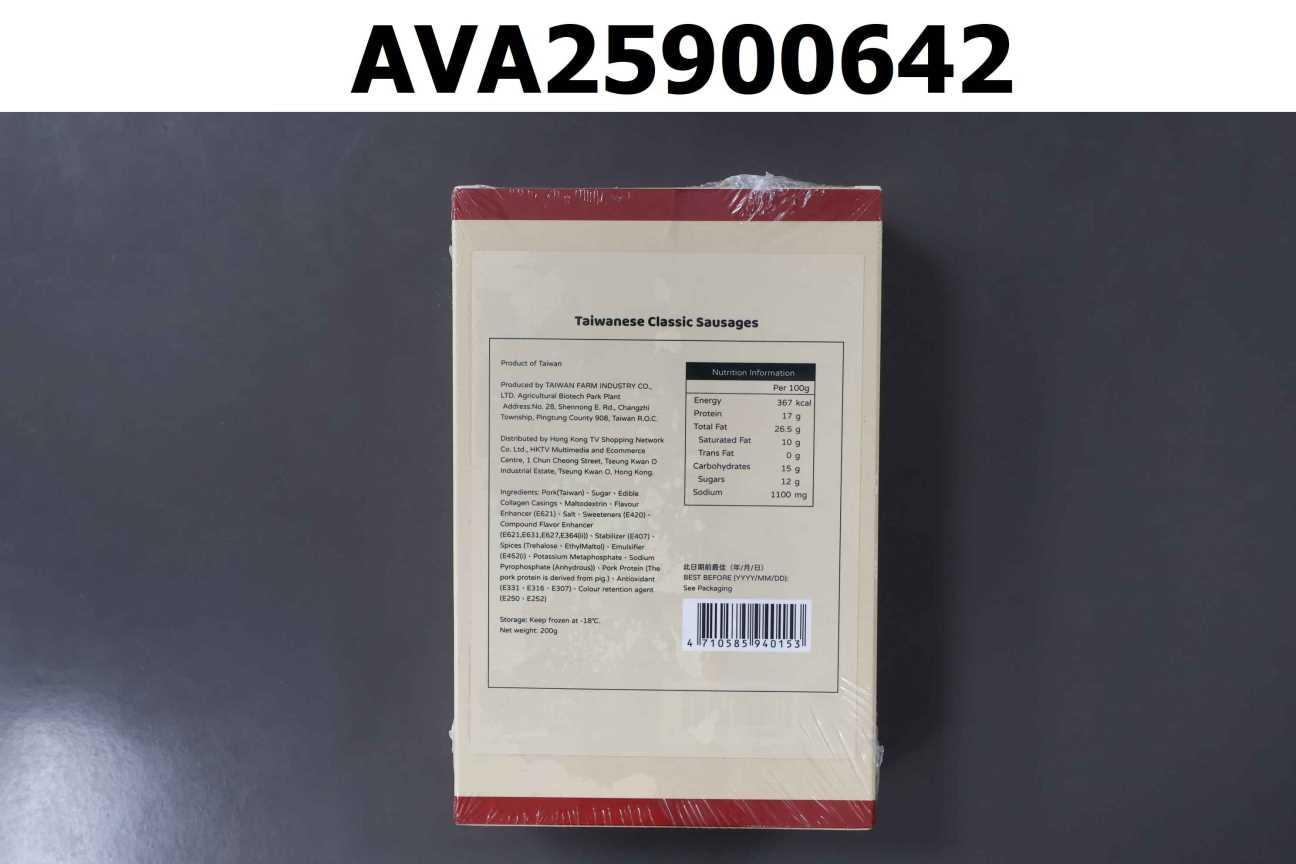 AVA25900642
Taiwanese Classic Sausages
Product of Taiwan
Produced by TAIWAN FARM INDUSTRY CO.,
LTD. Agricultural Biotech Park Plant
Address:No. 28, Shennong E. Rd., Changzhi
Township, Pingtung County 908, Taiwan R.O.C.
Distributed by Hong Kong TV Shopping Network
Co. Ltd., HKTV Multimedia and Ecommerce
Centre, 1 Chun Cheong Street, Tseung Kwan O
Industrial Estate, Tseung Kwan O, Hong Kong.
Ingredients: Pork(Taiwan)、Sugar、Edible
Collagen Casings、Maltodextrin、Flavour
Enhancer (E621)、Salt、Sweeteners (E420)、
Compound Flavor Enhancer
(E621,E631,E627,E364(ii))、Stabilizer (E407)、
Spices (Trehalose、EthylMaltol)、Emulsifier
(E452(i)、Potassium Metaphosphate、Sodium
Pyrophosphate (Anhydrous))、Pork Protein (The
pork protein is derived from pig.)、Antioxidant
(E331、E316、E307)、Colour retention agent
(E250、E252)
Storage: Keep frozen at -18°C.
Net weight: 200g
Nutrition Information
Per 100g
Energy 367 kcal
Protein 17 g
Total Fat 26.5 g
Saturated Fat 10 g
Trans Fat 0 g
Carbohydrates 15 g
Sugars 12 g
Sodium 1100 mg
此日期前最佳（年/月/日）
BEST BEFORE (YYYY/MM/DD):
See Packaging
4 710585 940153